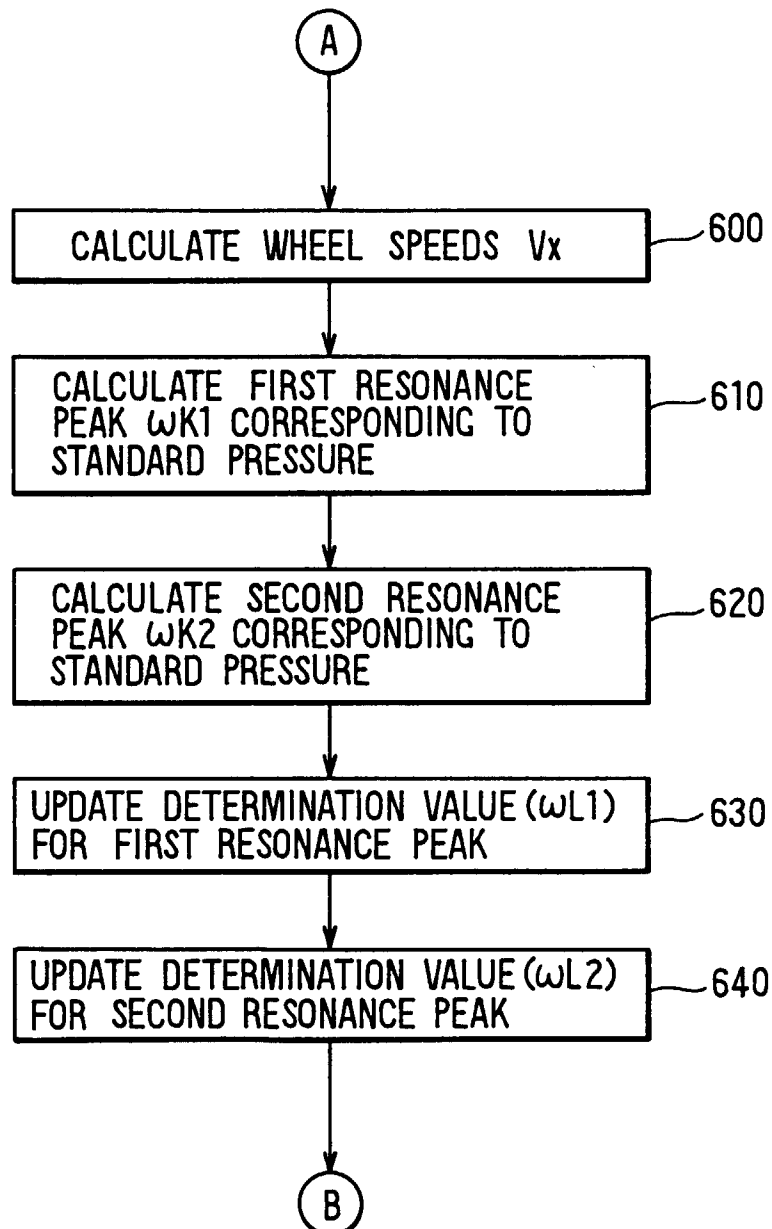 A
CALCULATE WHEEL SPEEDS Vx
600
CALCULATE FIRST RESONANCE
PEAK ωK1 CORRESPONDING TO
STANDARD PRESSURE
610
CALCULATE SECOND RESONANCE
PEAK ωK2 CORRESPONDING TO
STANDARD PRESSURE
620
UPDATE DETERMINATION VALUE (ωL1)
FOR FIRST RESONANCE PEAK
630
UPDATE DETERMINATION VALUE (ωL2)
FOR SECOND RESONANCE PEAK
640
B